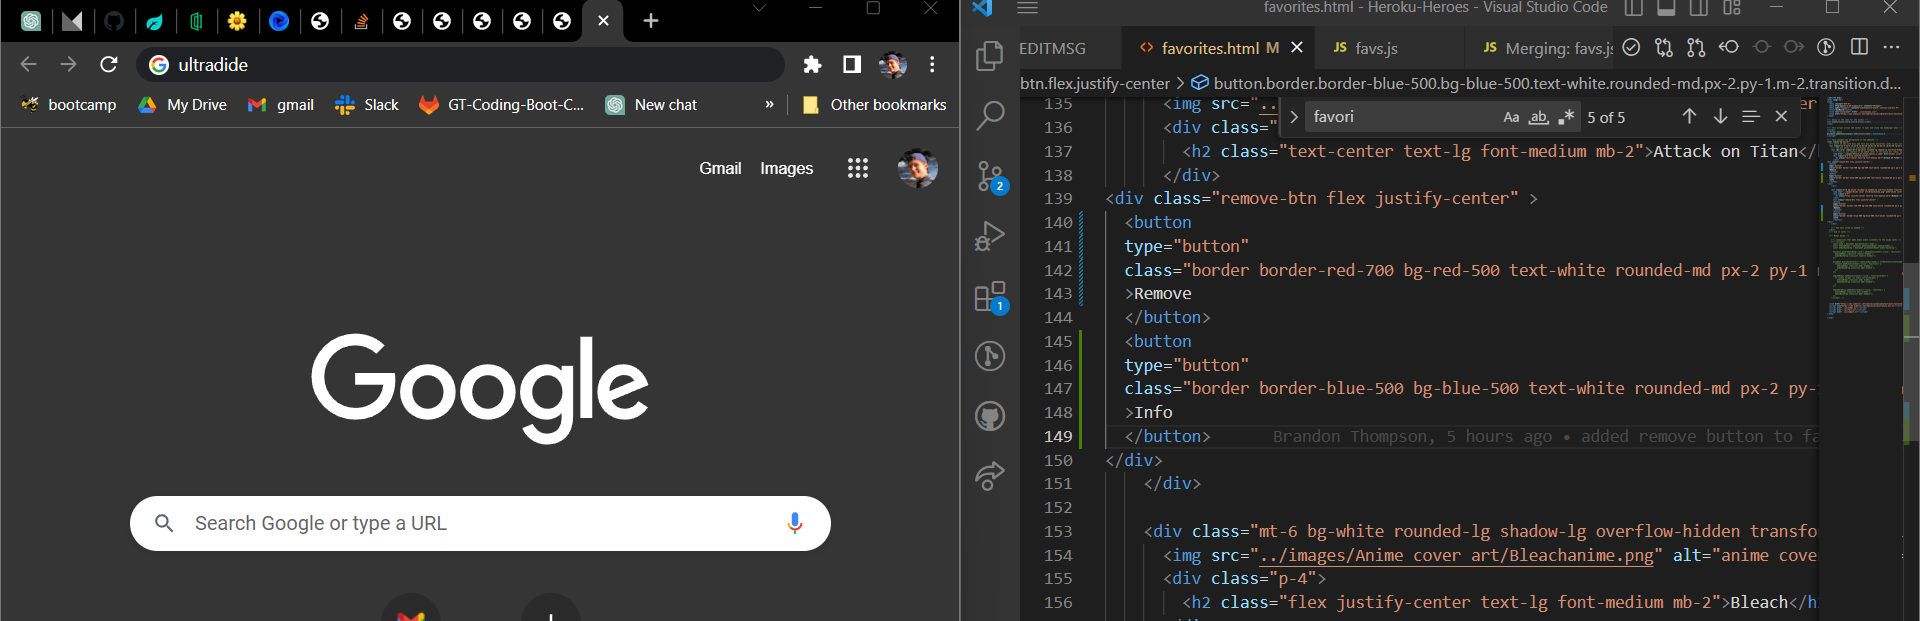 ultradide
bootcamp My Drive gmail Slack GT-Coding-Boot-C... New chat » Other bookmarks
Gmail Images
Google
Search Google or type a URL
favorites.html - Heroku-Heroes - Visual Studio Code
EDITMSG <> favorites.html M JS favs.js JS Merging: favs.js
btn.flex.justify-center > button.border.border-blue-500.bg-blue-500.text-white.rounded-md.px-2.py-1.m-2.transition.d...
favori Aa ab 5 of 5
2
1
135 <img src="..
136 <div class="
137 <h2 class="text-center text-lg font-medium mb-2">Attack on Titan</
138 </div>
139 <div class="remove-btn flex justify-center" >
140 <button
141 type="button"
142 class="border border-red-700 bg-red-500 text-white rounded-md px-2 py-1
143 >Remove
144 </button>
145 <button
146 type="button"
147 class="border border-blue-500 bg-blue-500 text-white rounded-md px-2 py-
148 >Info
149 </button> Brandon Thompson, 5 hours ago • added remove button to fa
150 </div>
151 </div>
152
153 <div class="mt-6 bg-white rounded-lg shadow-lg overflow-hidden transfo
154 <img src="../images/Anime cover art/Bleachanime.png" alt="anime cove
155 <div class="p-4">
156 <h2 class="flex justify-center text-lg font-medium mb-2">Bleach</h